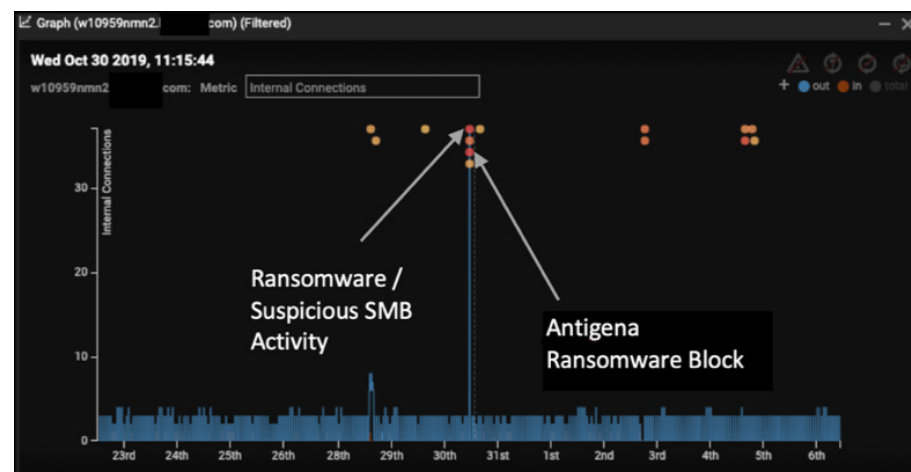 Graph (w10959nmn2. com) (Filtered)
Wed Oct 30 2019, 11:15:44
w10959nmn2 com: Metric Internal Connections
+ out in total
Internal Connections
30
20
10
0
Ransomware /
Suspicious SMB
Activity
Antigena
Ransomware Block
23rd 24th 25th 26th 28th 29th 30th 31st 1st 2nd 3rd 4th 5th 6th